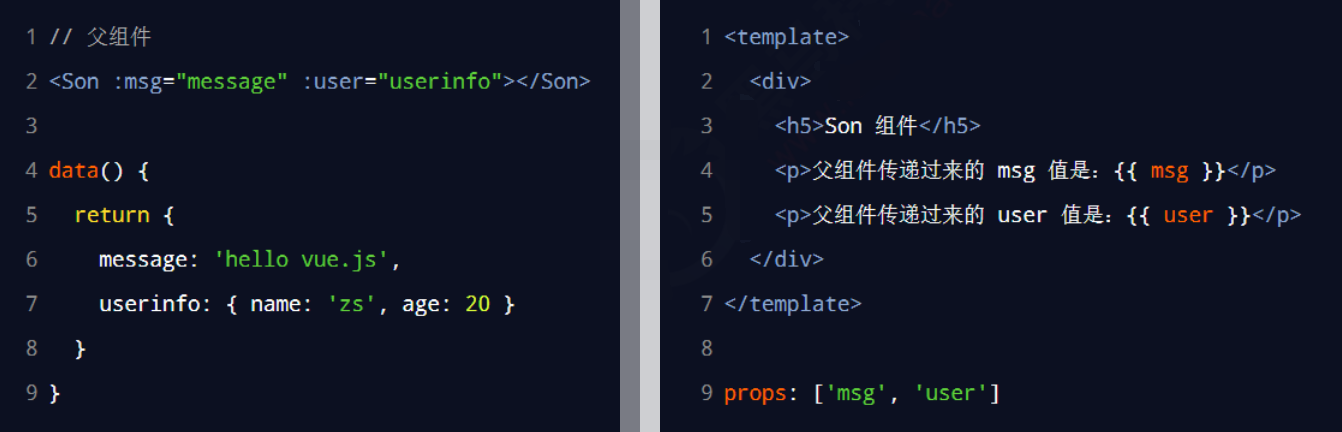 1 // 父组件
2 <Son :msg="message" :user="userinfo"></Son>
3
4 data() {
5   return {
6     message: 'hello vue.js',
7     userinfo: { name: 'zs', age: 20 }
8   }
9 }
1 <template>
2   <div>
3     <h5>Son 组件</h5>
4     <p>父组件传递过来的 msg 值是：{{ msg }}</p>
5     <p>父组件传递过来的 user 值是：{{ user }}</p>
6   </div>
7 </template>
8
9 props: ['msg', 'user']